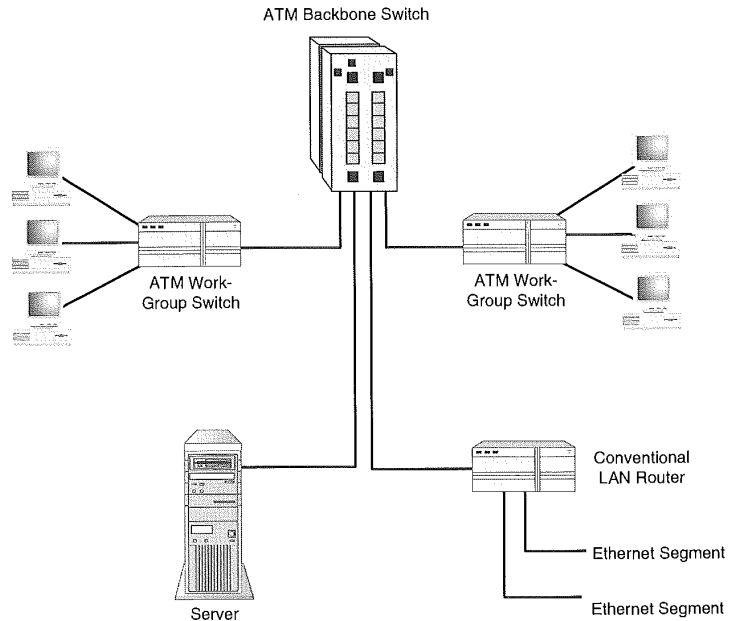 ATM Backbone Switch
ATM Work-
Group Switch
ATM Work-
Group Switch
Conventional
LAN Router
Ethernet Segment
Ethernet Segment
Server